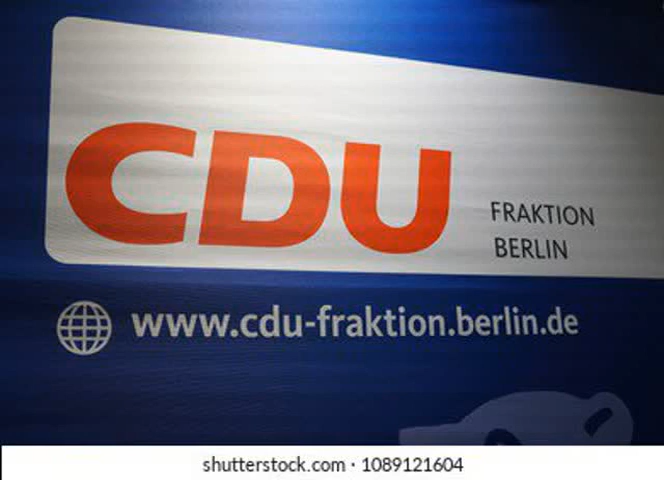 CDU
FRAKTION
BERLIN
www.cdu-fraktion.berlin.de
shutterstock.com · 1089121604